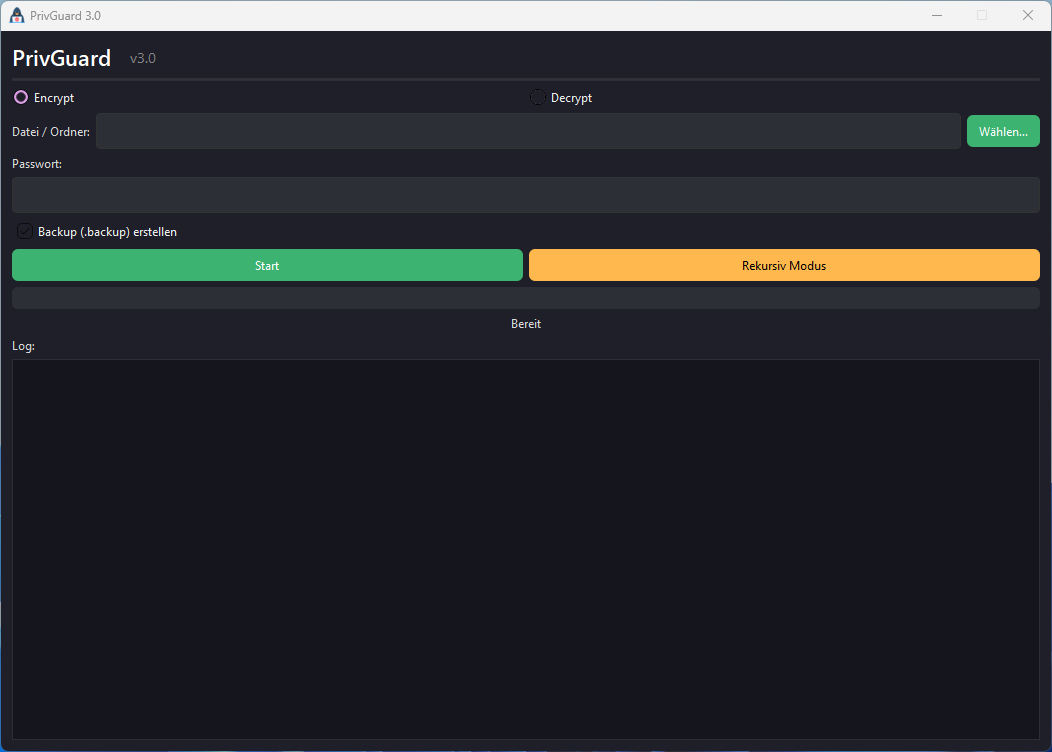 PrivGuard 3.0
PrivGuard v3.0
Encrypt Decrypt
Datei / Ordner: Wählen...
Passwort:
Backup (.backup) erstellen
Start Rekursiv Modus
Bereit
Log: